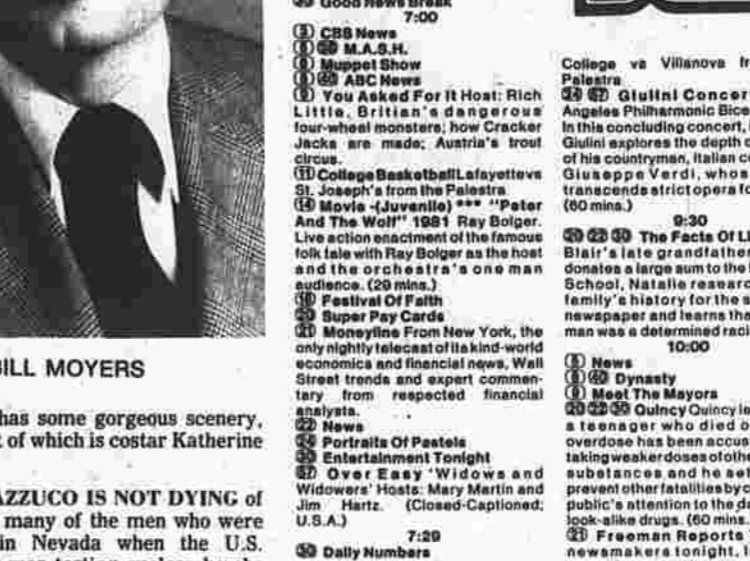 BILL MOYERS
has some gorgeous scenery,
of which is costar Katherine
AZZUCO IS NOT DYING of
many of the men who were
in Nevada when the U.S.
Good News Break
7:00
CBS News
M.A.S.H.
Muppet Show
ABC News
You Asked For It Host: Rich
Little. Britian's dangerous
four-wheel monsters; how Cracker
Jacks are made; Austria's trout
circus.
(11) College Basketball Lafayette vs
St. Joseph's from the Palestra
(14) Movie -(Juvenile) *** "Peter
And The Wolf" 1981 Ray Bolger.
Live action enactment of the famous
folk tale with Ray Bolger as the host
and the orchestra's one man
audience. (29 mins.)
Festival Of Faith
Super Pay Cards
(21) Moneyline From New York, the
only nightly telecast of its kind-world
economics and financial news, Wall
Street trends and expert commen-
tary from respected financial
analysts.
(22) News
Portraits Of Pastels
Entertainment Tonight
Over Easy 'Widows and
Widowers' Hosts: Mary Martin and
Jim Hartz. (Closed-Captioned;
U.S.A.)
7:29
Daily Numbers
College vs Villanova
Palestra
Giulini Concert
Angeles Philharmonic
In this concluding concert,
Giulini explores the depth
of his countryman, Italian
Giuseppe Verdi, whos
transcends strict opera
(60 mins.)
9:30
The Facts Of
Blair's late grandfather
donates a large sum to the
School, Natalie
family's history for the
newspaper and learns
man was a determined
10:00
News
Dynasty
Meet The Mayors
Quincy Quincy
a teenager who died
overdose has been accus
taking weaker doses of
substances and he
prevent other fatalities by
public's attention to the
look-alike drugs. (60 mins.
(21) Freeman Reports
newsmakers tonight,